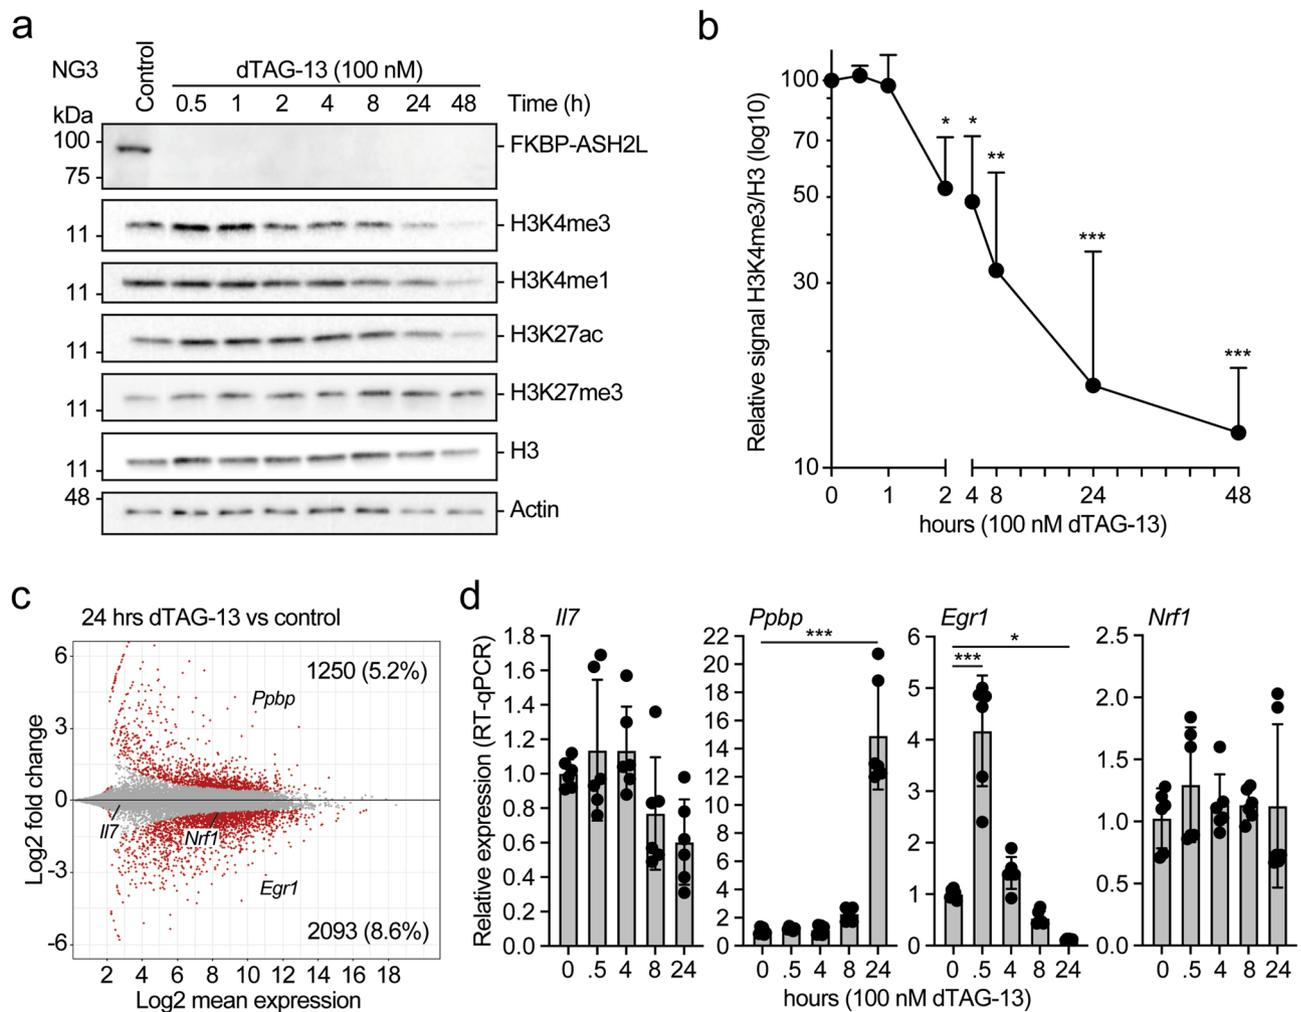 a
NG3
Control
dTAG-13 (100 nM)
0.5 1 2 4 8 24 48 Time (h)
kDa
100
75
FKBP-ASH2L
11
H3K4me3
11
H3K4me1
11
H3K27ac
11
H3K27me3
11
H3
48
Actin
b
Relative signal H3K4me3/H3 (log10)
100
70
50
30
10
*
*
**
***
***
0 1 2 4 8 24 48
hours (100 nM dTAG-13)
c
24 hrs dTAG-13 vs control
Log2 fold change
6
3
0
-3
-6
1250 (5.2%)
Ppbp
Il7
Nrf1
Egr1
2093 (8.6%)
2 4 6 8 10 12 14 16 18
Log2 mean expression
d
Relative expression (RT-qPCR)
Il7
1.8
1.6
1.4
1.2
1.0
0.8
0.6
0.4
0.2
0.0
0 .5 4 8 24
Ppbp
***
22
20
18
16
14
12
10
8
6
4
2
0
0 .5 4 8 24
Egr1
*
***
6
5
4
3
2
1
0
0 .5 4 8 24
Nrf1
2.5
2.0
1.5
1.0
0.5
0.0
0 .5 4 8 24
hours (100 nM dTAG-13)